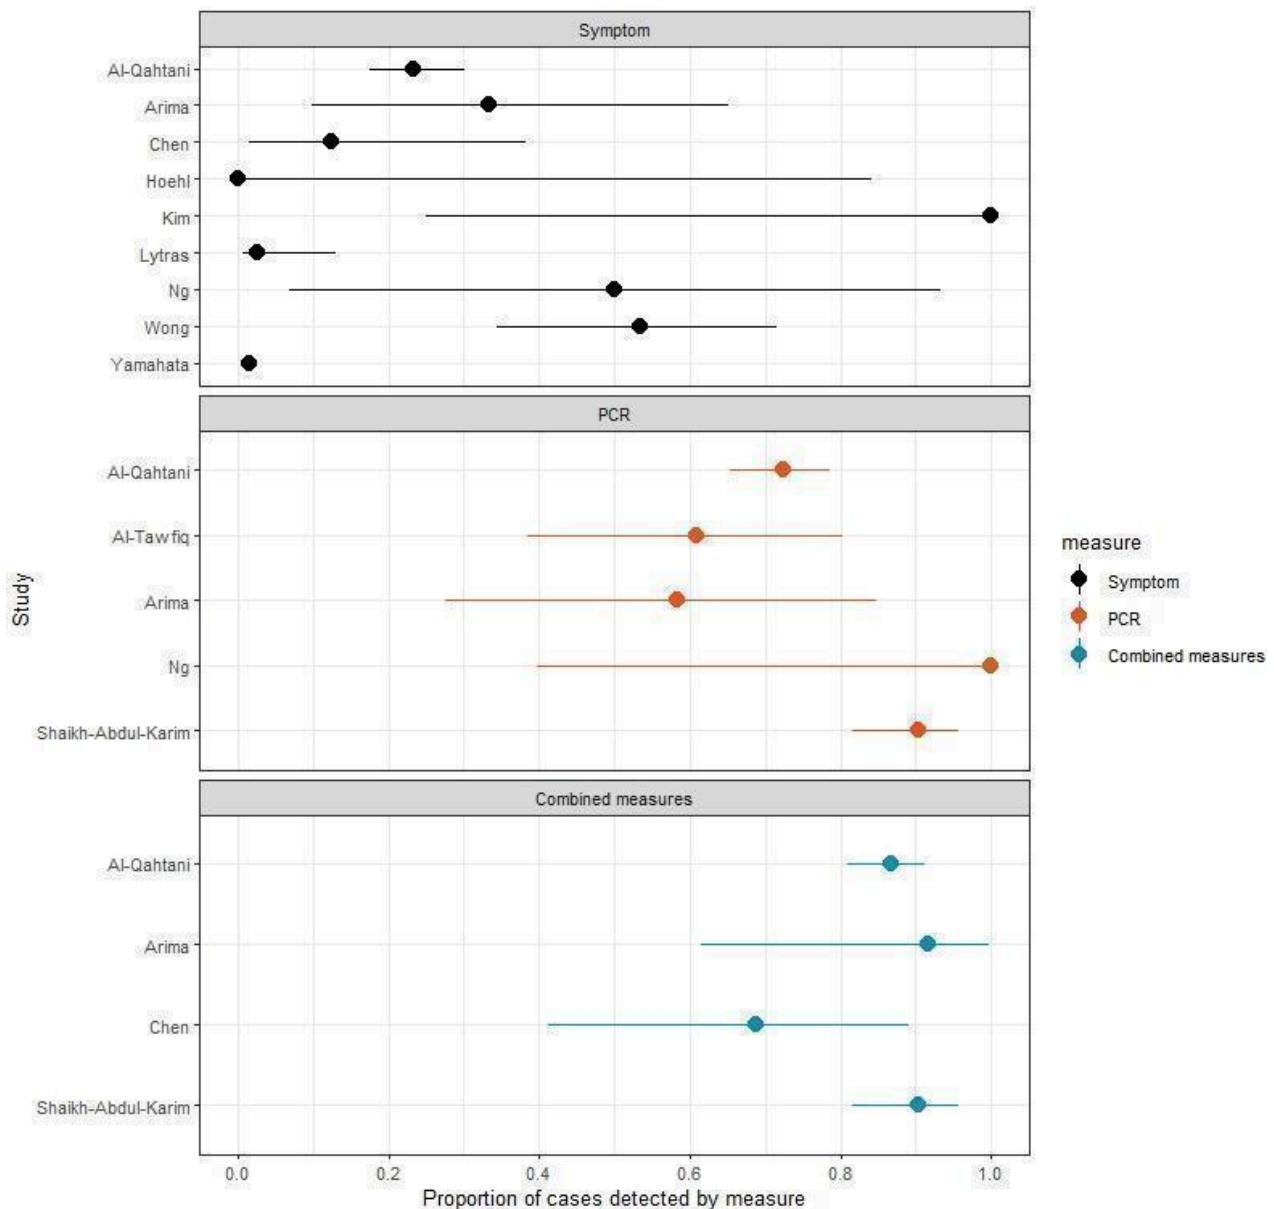 Symptom
Al-Qahtani
Arima
Chen
Hoehl
Kim
Lytras
Ng
Wong
Yamahata
PCR
Al-Qahtani
Al-Tawfiq
Arima
Ng
Shaikh-Abdul-Karim
Combined measures
Al-Qahtani
Arima
Chen
Shaikh-Abdul-Karim
0.0 0.2 0.4 0.6 0.8 1.0
Proportion of cases detected by measure
Study
measure
Symptom
PCR
Combined measures